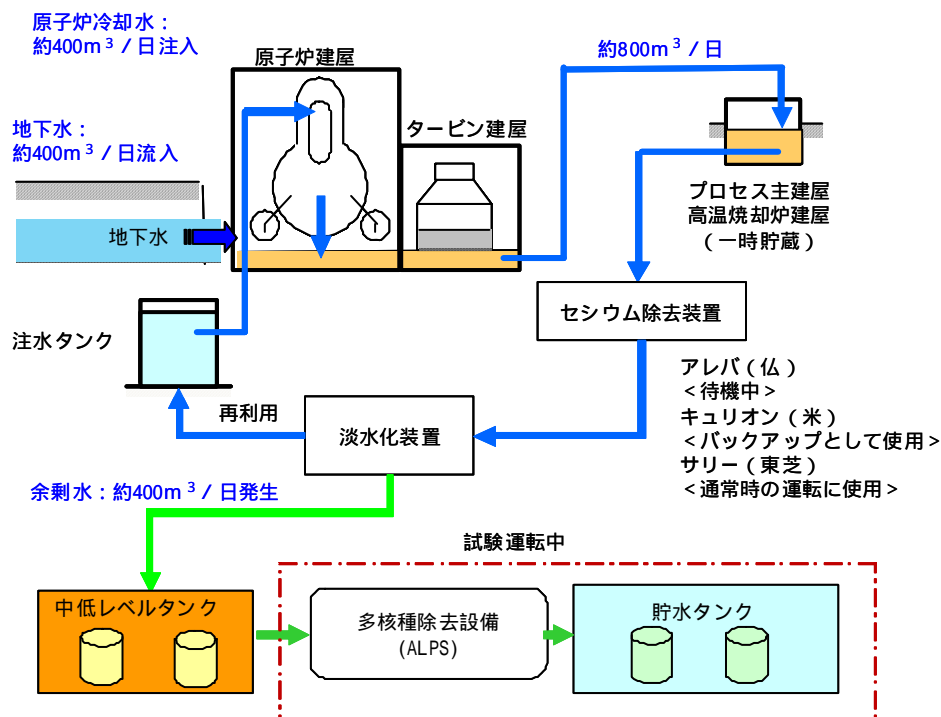 原子炉冷却水：
約400m³／日注入
原子炉建屋
約800m³／日
地下水：
約400m³／日流入
タービン建屋
地下水
プロセス主建屋
高温焼却炉建屋
（一時貯蔵）
セシウム除去装置
注水タンク
アレバ（仏）
＜待機中＞
キュリオン（米）
＜バックアップとして使用＞
サリー（東芝）
＜通常時の運転に使用＞
再利用
淡水化装置
余剰水：約400m³／日発生
試験運転中
中低レベルタンク
多核種除去設備
(ALPS)
貯水タンク